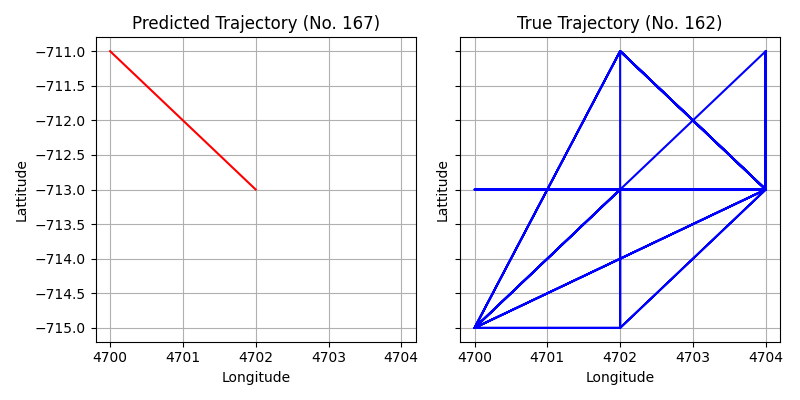 Predicted Trajectory (No. 167)
True Trajectory (No. 162)
Lattitude
−711.0
−711.5
−712.0
−712.5
−713.0
−713.5
−714.0
−714.5
−715.0
4700 4701 4702 4703 4704
Longitude
Lattitude
4700 4701 4702 4703 4704
Longitude